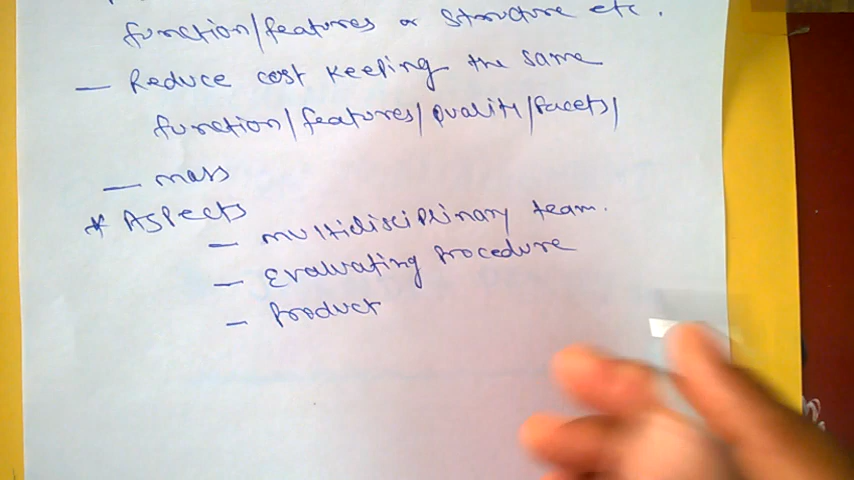 function/features or structure etc.
— Reduce cost keeping the same
function/features/quality/facets/
— mass
* Aspects
— multidisciplinary team.
— Evaluating Procedure
— Product